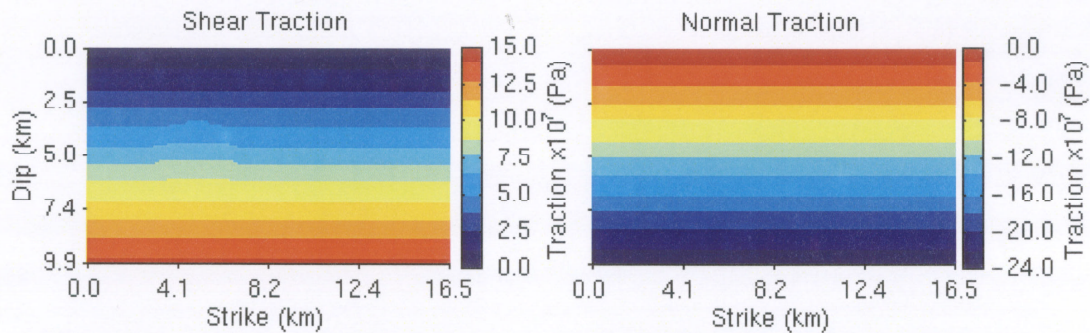 Shear Traction
0.0
2.5
5.0
7.4
9.9
Dip (km)
0.0 4.1 8.2 12.4 16.5
Strike (km)
15.0
12.5
10.0
7.5
5.0
2.5
0.0
Traction x10⁷ (Pa)
Normal Traction
0.0 4.1 8.2 12.4 16.5
Strike (km)
0.0
−4.0
−8.0
−12.0
−16.0
−20.0
−24.0
Traction x10⁷ (Pa)